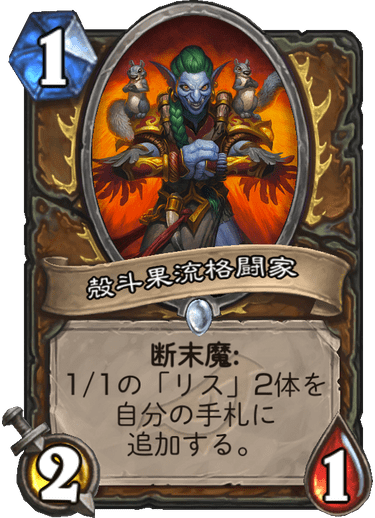 1
殻斗果流格闘家
断末魔:
1/1の「リス」2体を
自分の手札に
追加する。
2
1